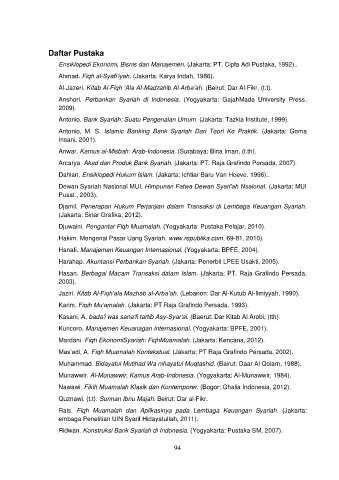 Daftar Pustaka
Ensiklopedi Ekonomi, Bisnis dan Manajemen. (Jakarta: PT. Cipta Adi Pustaka, 1992)..
Ahmad. Fiqh al-Syafi'iyah. (Jakarta: Karya Indah, 1986).
Al-Jazeri. Kitab Al-Fiqh 'Ala Al-Madzahib Al-Arba'ah. (Beirut: Dar Al-Fikr, (t.t).
Anshori. Perbankan Syariah di Indonesia. (Yogyakarta: GajahMada University Press,
2009).
Antonio. Bank Syariah: Suatu Pengenalan Umum. (Jakarta: Tazkia Institute, 1999).
Antonio, M. S. Islamic Banking Bank Syariah Dari Teori Ke Praktik. (Jakarta: Gema
Insani, 2001).
Anwar. Kamus al-Misbah: Arab-Indonesia. (Surabaya: Bina Iman, (t.th).
Arcarya. Akad dan Produk Bank Syariah. (Jakarta: PT. Raja Grafindo Persada, 2007).
Dahlan. Ensiklopedi Hukum Islam. (Jakarta: Ichtiar Baru Van Hoeve, 1996)..
Dewan Syariah Nasional MUI. Himpunan Fatwa Dewan Syari'ah Nsaional. (Jakarta: MUI
Pusat., 2003).
Djamil. Penerapan Hukum Perjanjian dalam Transaksi di Lembaga Keuangan Syariah.
(Jakarta: Sinar Grafika, 2012).
Djuwaini. Pengantar Fiqh Muamalah. (Yogyakarta: Pustaka Pelajar, 2010).
Hakim. Mengenal Pasar Uang Syariah. www.republika.com, 69-81, 2010).
Hanafi. Manajemen Keuangan Internasional. (Yogyakarta: BPFE, 2004).
Harahap. Akuntansi Perbankan Syariah. (Jakarta: Penerbit LPEE Usakti, 2005).
Hasan. Berbagai Macam Transaksi dalam Islam. (Jakarta: PT. Raja Grafindo Persada,
2003).
Jaziri. Kitab Al-Fiqh'ala Mazhab al-Arba'ah. (Lebanon: Dar Al-Kutub Al-Ilmiyyah, 1990).
Karim. Fiqih Mu'amalah. (Jakarta: PT Raja Grafindo Persada, 1993).
Kasani, A. bada'I was sana'fi tartib Asy-Syar'ai. (Baerut: Dar Kitab Al Arobi, (tth).
Kuncoro. Manajemen Keuanagan Internasional. (Yogyakarta: BPFE, 2001).
Mardani. Fiqh EkonomiSyariah: FiqhMuamalah. (Jakarta: Kencana, 2012).
Mas'adi, A. Fiqh Muamalah Kontekstual. (Jakarta: PT Raja Grafindo Persada, 2002).
Muhammad. Bidayatul Mutihad Wa nihayatul Muqtashid. (Beirut: Daar Al Qolam, 1988).
Munawwir. Al-Munawwir, Kamus Arab-Indonesia. (Yogyakarta: Al-Munawwir, 1984).
Nawawi. Fikih Muamalah Klasik dan Kontemporer. (Bogor: Ghalia Indonesia, 2012).
Quznawi. (t.t). Sunnan Ibnu Majah. Beirut: Dar al-Fikr.
Rais. Fiqh Muamalah dan Aplikasinya pada Lembaga Keuangan Syariah. (Jakarta:
embaga Penelitian UIN Syarif Hidayatullah, 2011).
Ridwan. Konstruksi Bank Syariah di Indonesia. (Yogyakarta: Pustaka SM, 2007).
94